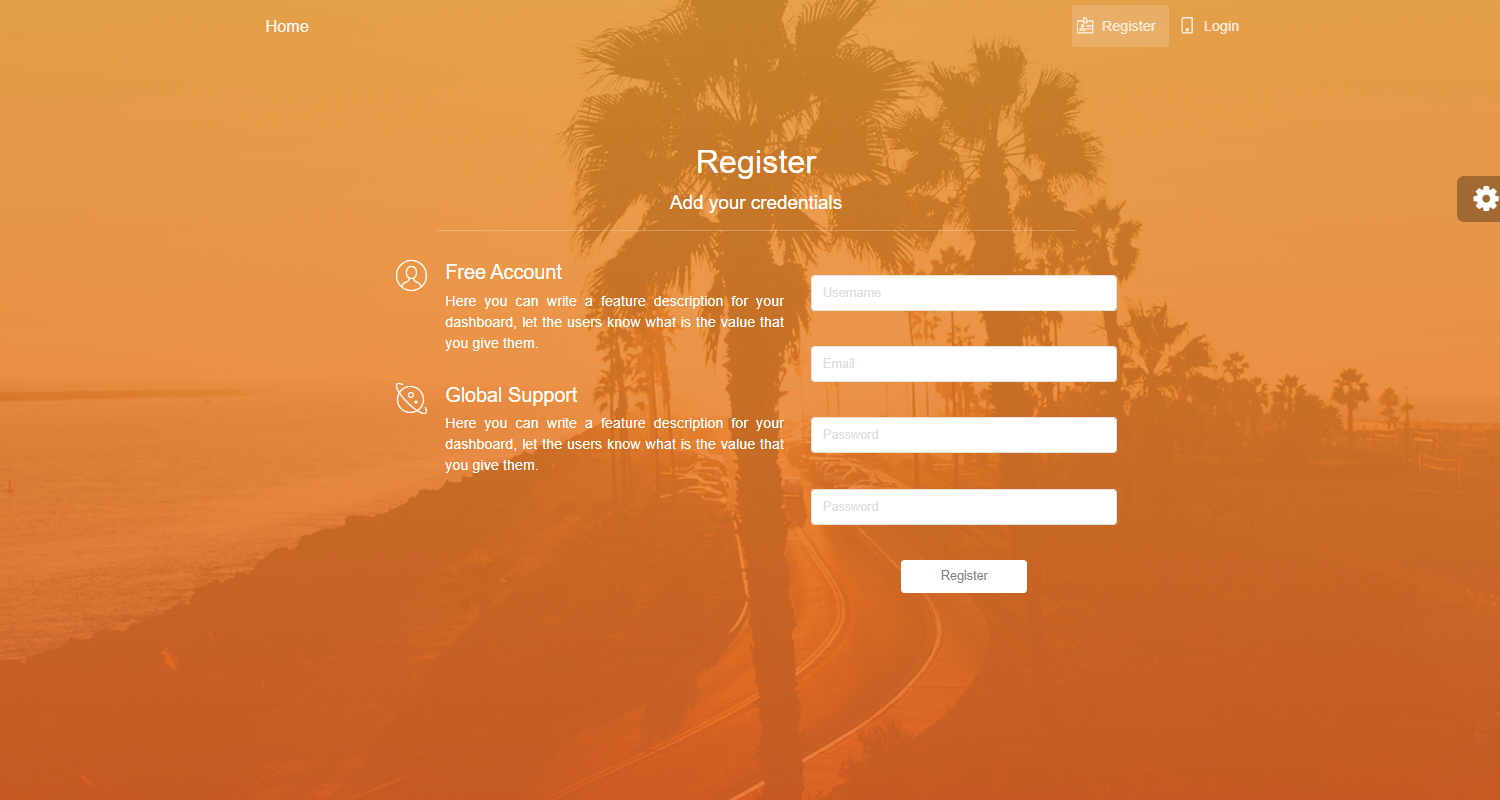 Home
Register
Login
Register
Add your credentials
Free Account
Here you can write a feature description for your
dashboard, let the users know what is the value that
you give them.
Global Support
Here you can write a feature description for your
dashboard, let the users know what is the value that
you give them.
Username
Email
Password
Password
Register